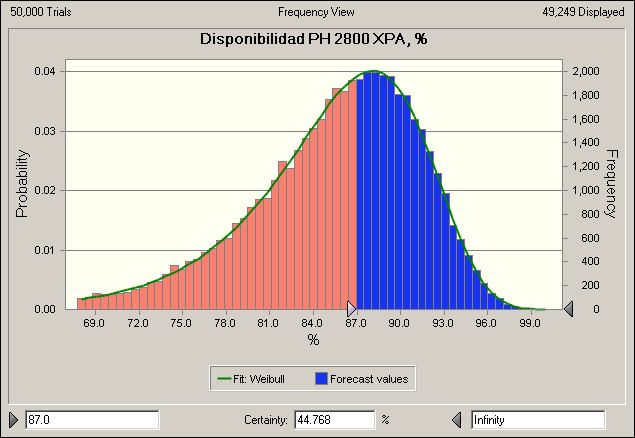 50,000 Trials Frequency View 49,249 Displayed
Disponibilidad PH 2800 XPA, %
0.04 2,000
1,800
1,600
0.03 1,400
1,200
0.02 1,000
800
600
0.01 400
200
0.00 0
Probability
Frequency
69.0 72.0 75.0 78.0 81.0 84.0 87.0 90.0 93.0 96.0 99.0
%
Fit: Weibull Forecast values
87.0 Certainty: 44.768 % Infinity